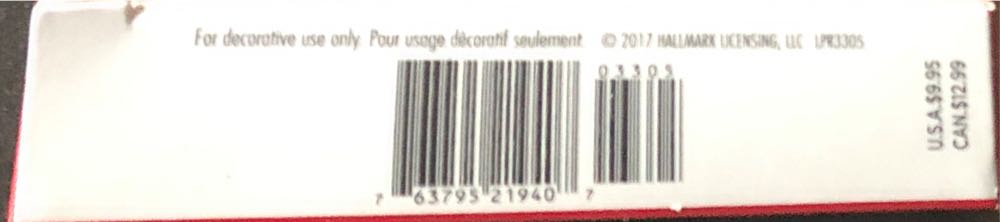 For decorative use only. Pour usage décoratif seulement. © 2017 HALLMARK LICENSING, LLC LPR3305
03305
7 63795 21940 7
U.S.A.$9.95
CAN.$12.99